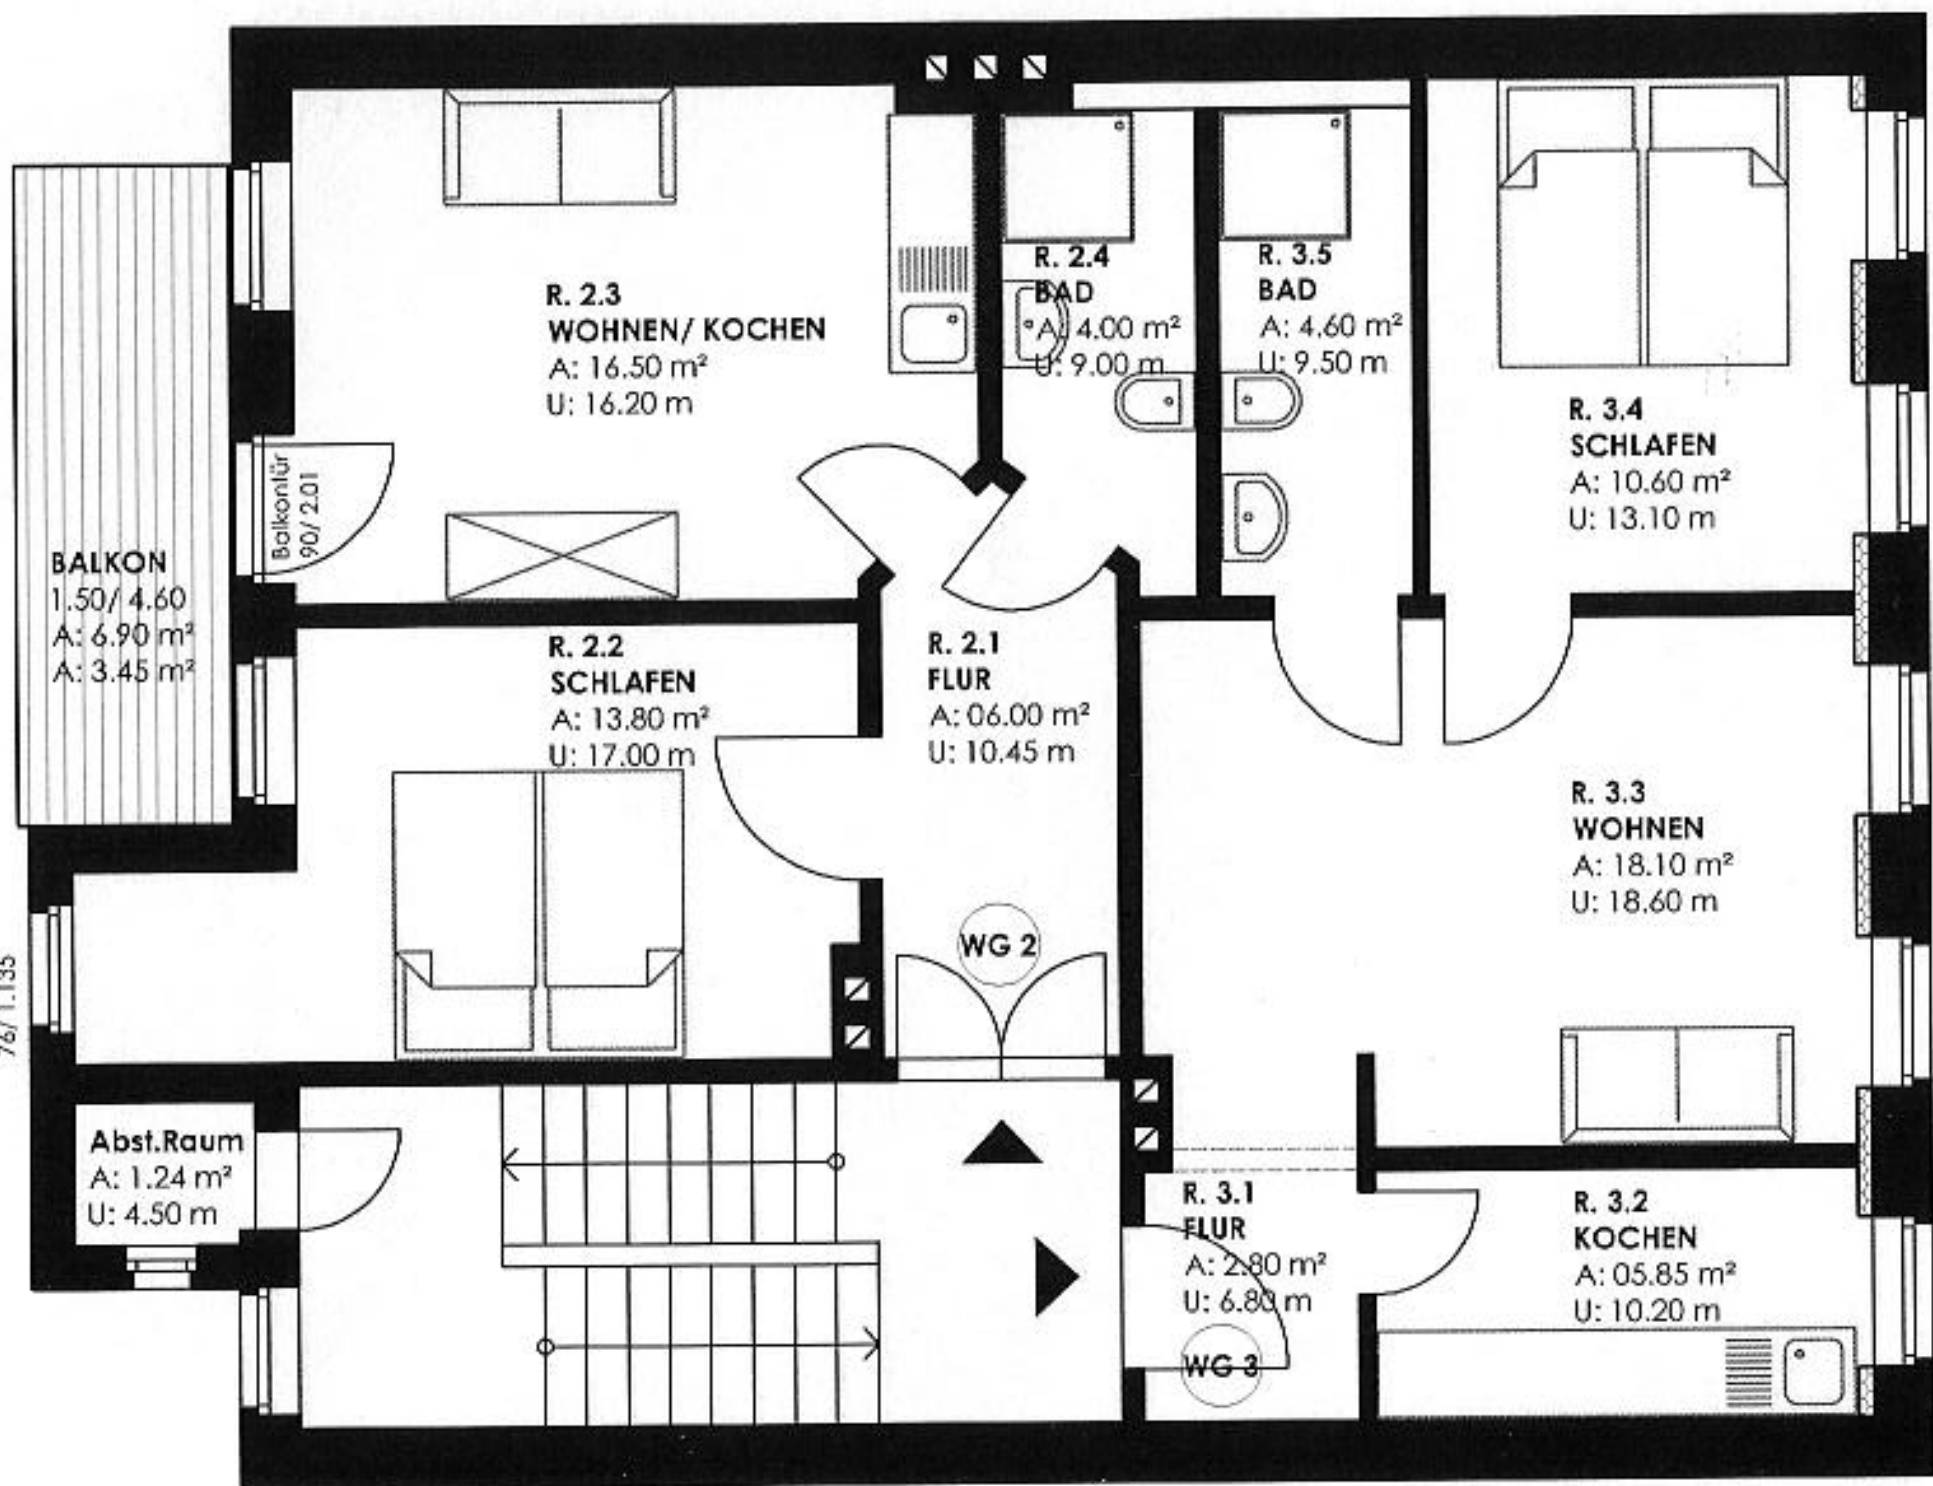 R. 2.3
WOHNEN/ KOCHEN
A: 16.50 m²
U: 16.20 m
R. 2.4
BAD
A: 4.00 m²
U: 9.00 m
R. 3.5
BAD
A: 4.60 m²
U: 9.50 m
R. 3.4
SCHLAFEN
A: 10.60 m²
U: 13.10 m
Balkontür
90/ 2.01
BALKON
1.50/ 4.60
A: 6.90 m²
A: 3.45 m²
R. 2.2
SCHLAFEN
A: 13.80 m²
U: 17.00 m
R. 2.1
FLUR
A: 06.00 m²
U: 10.45 m
R. 3.3
WOHNEN
A: 18.10 m²
U: 18.60 m
WG 2
76/ 1.135
Abst.Raum
A: 1.24 m²
U: 4.50 m
R. 3.1
FLUR
A: 2.80 m²
U: 6.80 m
WG 3
R. 3.2
KOCHEN
A: 05.85 m²
U: 10.20 m